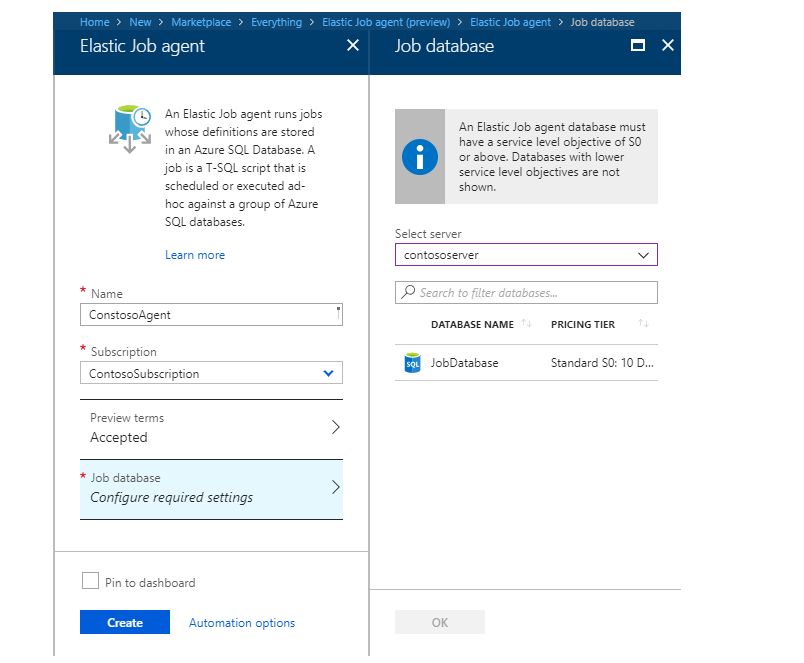 Home > New > Marketplace > Everything > Elastic Job agent (preview) > Elastic Job agent > Job database
Elastic Job agent
An Elastic Job agent runs jobs
whose definitions are stored
in an Azure SQL Database. A
job is a T-SQL script that is
scheduled or executed ad-
hoc against a group of Azure
SQL databases.
Learn more
* Name
ConstosoAgent
* Subscription
ContosoSubscription
Preview terms
Accepted
* Job database
Configure required settings
Pin to dashboard
Create Automation options
Job database
An Elastic Job agent database must
have a service level objective of S0
or above. Databases with lower
service level objectives are not
shown.
Select server
contososerver
Search to filter databases...
DATABASE NAME ↑↓ PRICING TIER ↑↓
SQL JobDatabase Standard S0: 10 D...
OK